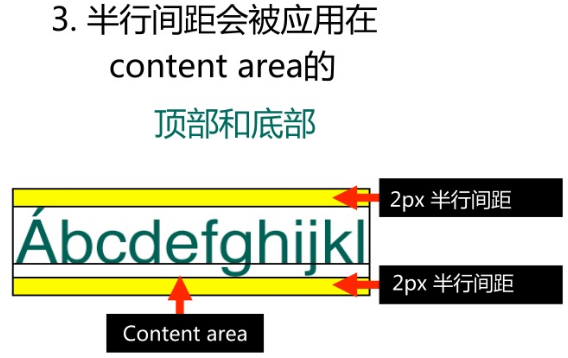 3. 半行间距会被应用在
content area的
顶部和底部
2px 半行间距
Ábcdefghijkl
2px 半行间距
Content area